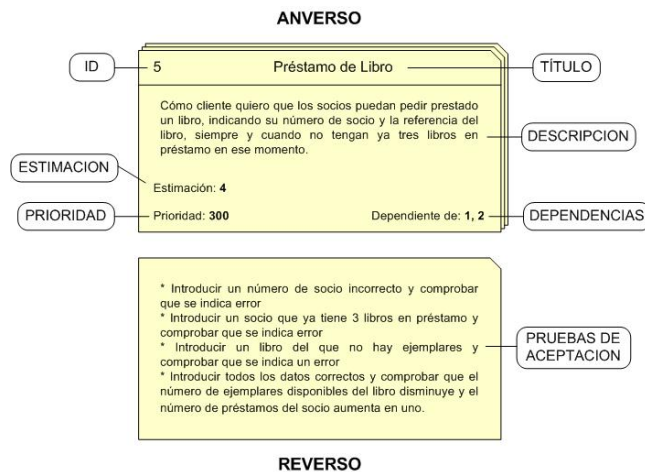 ANVERSO
ID
5
Préstamo de Libro
TÍTULO
Cómo cliente quiero que los socios puedan pedir prestado
un libro, indicando su número de socio y la referencia del
libro, siempre y cuando no tengan ya tres libros en
préstamo en ese momento.
DESCRIPCION
ESTIMACION
Estimación: 4
PRIORIDAD
Prioridad: 300
Dependiente de: 1, 2
DEPENDENCIAS
* Introducir un número de socio incorrecto y comprobar
que se indica error
* Introducir un socio que ya tiene 3 libros en préstamo y
comprobar que se indica error
* Introducir un libro del que no hay ejemplares y
comprobar que se indica un error
* Introducir todos los datos correctos y comprobar que el
número de ejemplares disponibles del libro disminuye y el
número de préstamos del socio aumenta en uno.
PRUEBAS DE
ACEPTACION
REVERSO